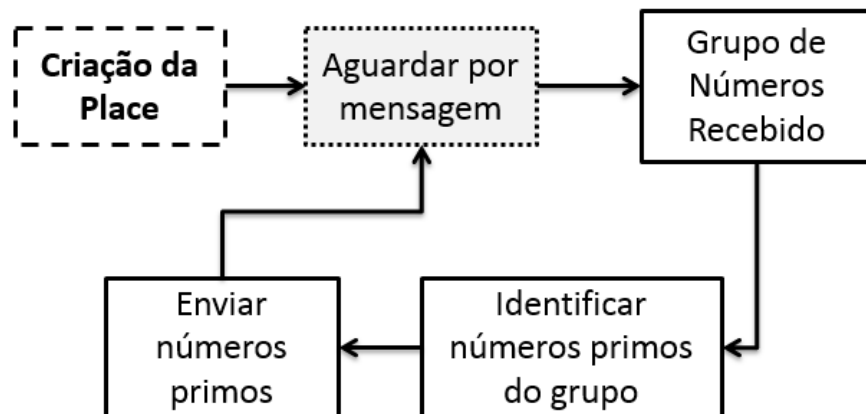 Criação da
Place
Aguardar por
mensagem
Grupo de
Números
Recebido
Identificar
números primos
do grupo
Enviar
números
primos